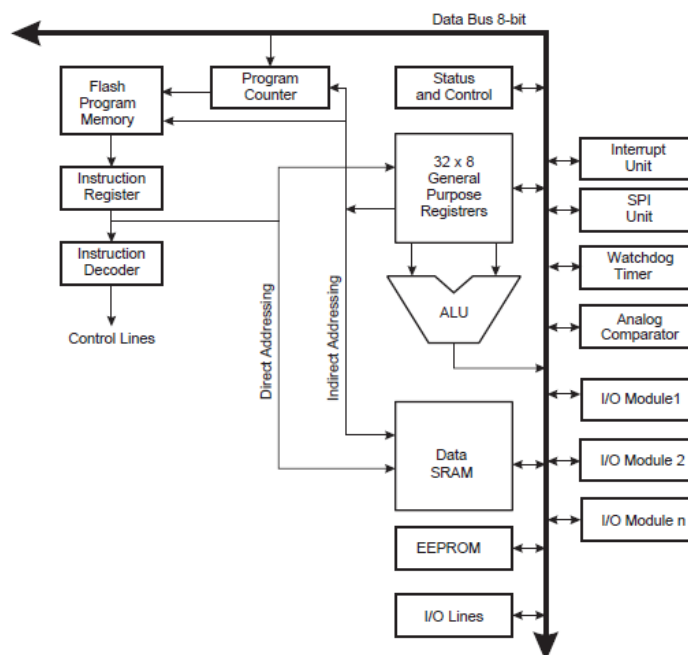 Data Bus 8-bit
Flash
Program
Memory
Program
Counter
Status
and Control
Instruction
Register
32 x 8
General
Purpose
Registrers
Interrupt
Unit
SPI
Unit
Instruction
Decoder
Watchdog
Timer
Control Lines
Direct Addressing
Indirect Addressing
ALU
Analog
Comparator
I/O Module1
Data
SRAM
I/O Module 2
I/O Module n
EEPROM
I/O Lines